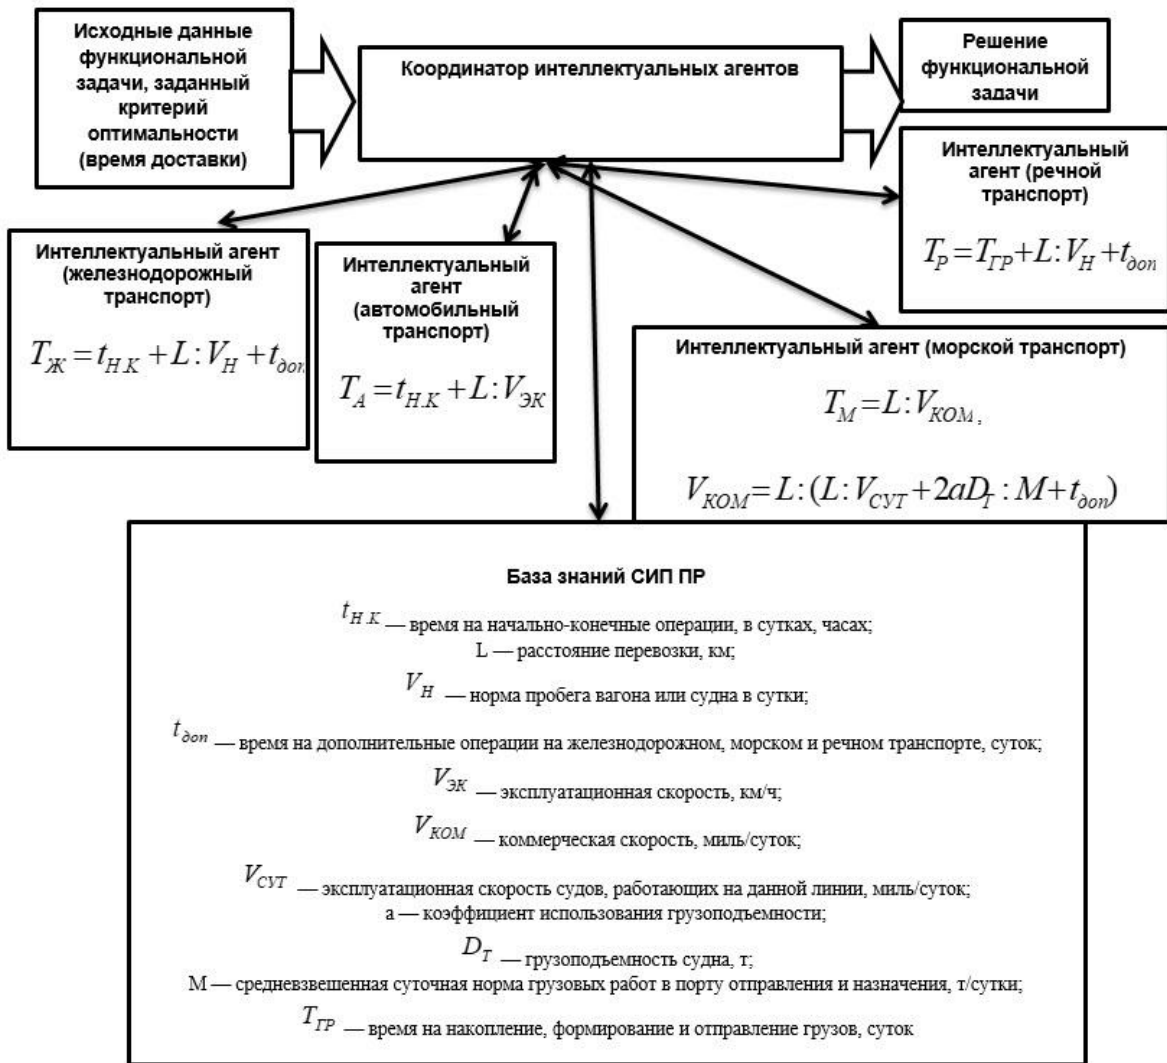 Исходные данные
функциональной
задачи, заданный
критерий
оптимальности
(время доставки)
Координатор интеллектуальных агентов
Решение
функциональной
задачи
Интеллектуальный
агент (речной
транспорт)
T_Р = T_ГР + L : V_Н + t_доп
Интеллектуальный агент
(железнодорожный
транспорт)
T_Ж = t_Н.К + L : V_Н + t_доп
Интеллектуальный
агент
(автомобильный
транспорт)
T_А = t_Н.К + L : V_ЭК
Интеллектуальный агент (морской транспорт)
T_М = L : V_КОМ,
V_КОМ = L : (L : V_СУТ + 2aD_Т : M + t_доп)
База знаний СИП ПР
t_Н.К — время на начально-конечные операции, в сутках, часах;
L — расстояние перевозки, км;
V_Н — норма пробега вагона или судна в сутки;
t_доп — время на дополнительные операции на железнодорожном, морском и речном транспорте, суток;
V_ЭК — эксплуатационная скорость, км/ч;
V_КОМ — коммерческая скорость, миль/суток;
V_СУТ — эксплуатационная скорость судов, работающих на данной линии, миль/суток;
а — коэффициент использования грузоподъемности;
D_Т — грузоподъемность судна, т;
М — средневзвешенная суточная норма грузовых работ в порту отправления и назначения, т/сутки;
T_ГР — время на накопление, формирование и отправление грузов, суток